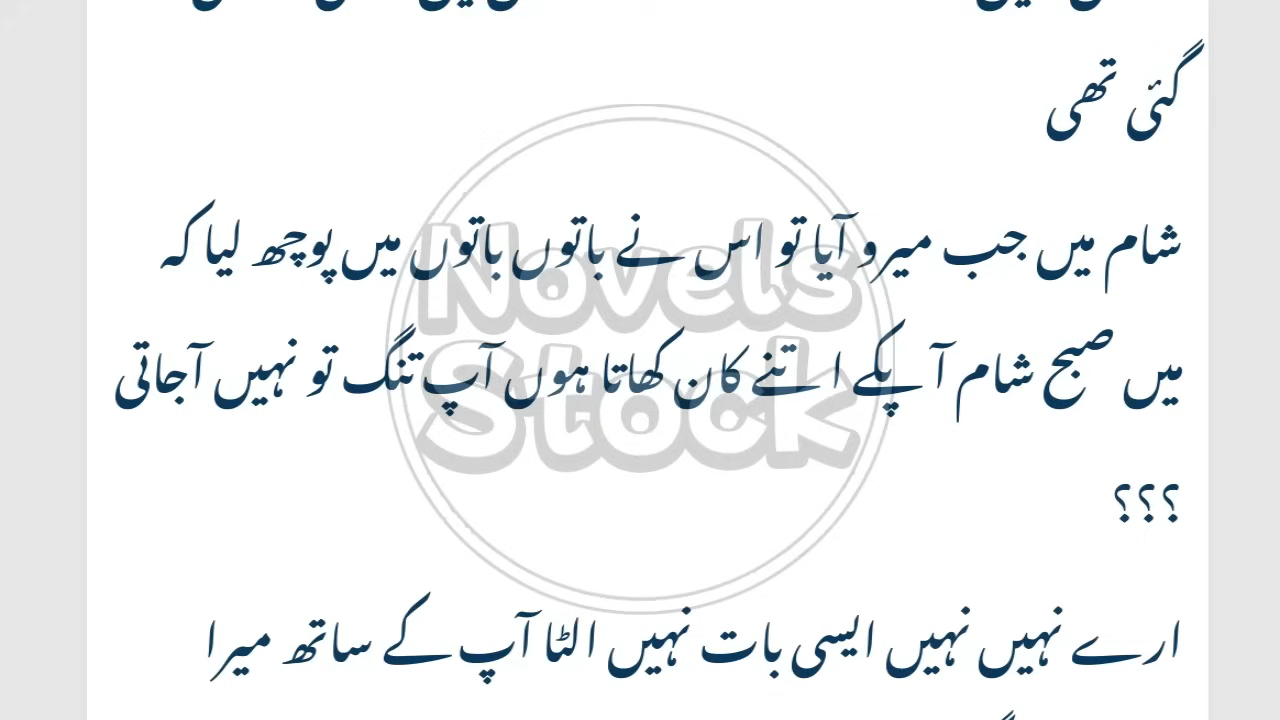 گئی تھی
شام میں جب میرو آیا تو اس نے باتوں باتوں میں پوچھ لیا کہ
میں صبح شام آپکے اتنے کان کھاتا ہوں آپ تنگ تو نہیں آجاتی
؟؟؟
ارے نہیں نہیں ایسی بات نہیں الٹا آپ کے ساتھ میرا
Novels
Stock